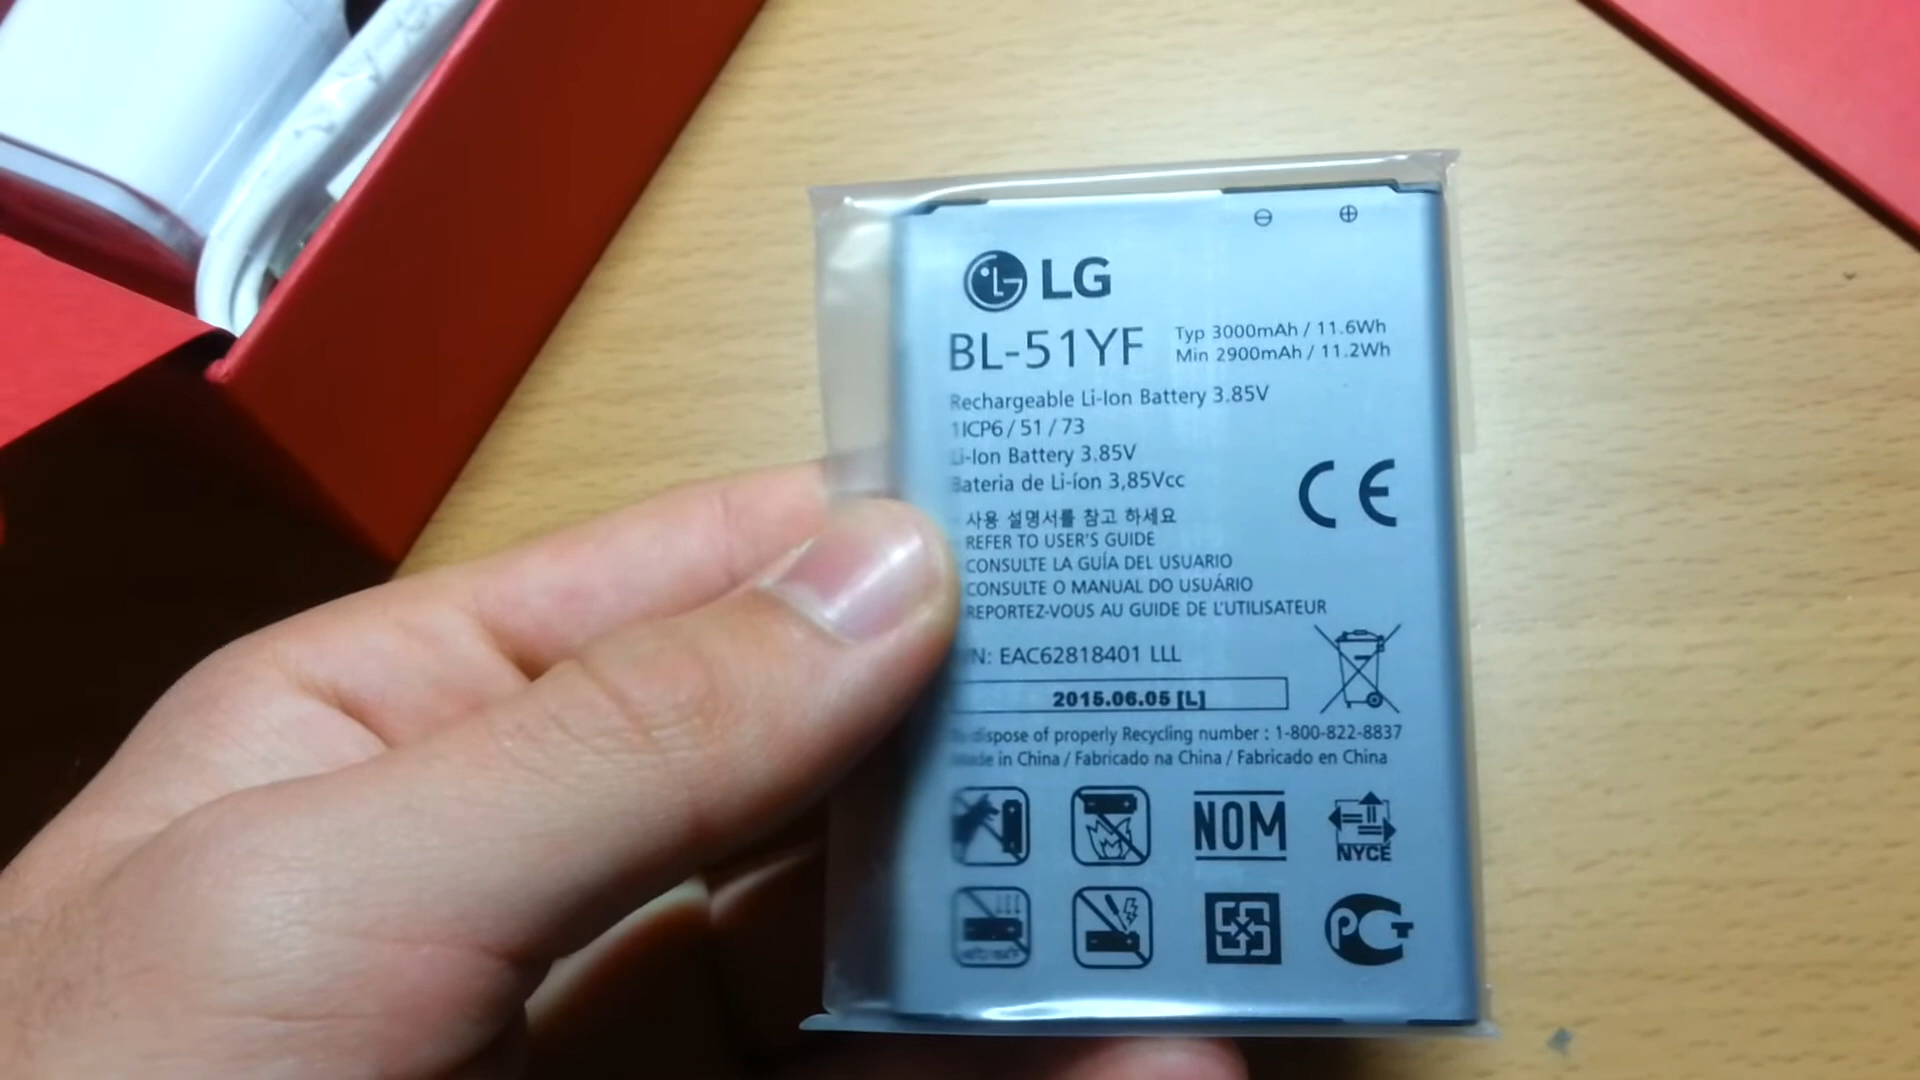 LG
BL-51YF
Typ 3000mAh / 11.6Wh
Min 2900mAh / 11.2Wh
Rechargeable Li-Ion Battery 3.85V
1ICP6 / 51 / 73
Li-Ion Battery 3.85V
Bateria de Li-íon 3,85Vcc
사용 설명서를 참고 하세요
REFER TO USER'S GUIDE
CONSULTE LA GUÍA DEL USUARIO
CONSULTE O MANUAL DO USUÁRIO
REPORTEZ-VOUS AU GUIDE DE L'UTILISATEUR
CE
N: EAC62818401 LLL
2015.06.05 [L]
dispose of properly Recycling number : 1-800-822-8837
Made in China / Fabricado na China / Fabricado en China
NOM
NYCE
PCT